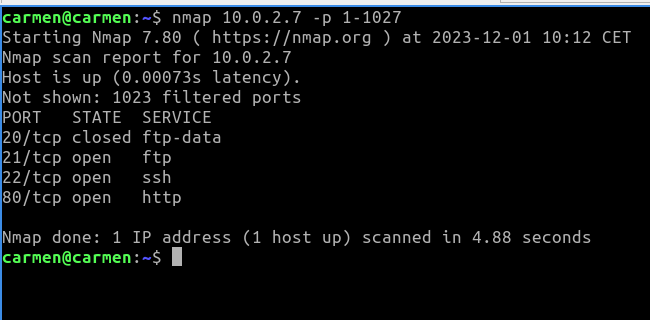 carmen@carmen:~$ nmap 10.0.2.7 -p 1-1027
Starting Nmap 7.80 ( https://nmap.org ) at 2023-12-01 10:12 CET
Nmap scan report for 10.0.2.7
Host is up (0.00073s latency).
Not shown: 1023 filtered ports
PORT   STATE  SERVICE
20/tcp closed ftp-data
21/tcp open   ftp
22/tcp open   ssh
80/tcp open   http

Nmap done: 1 IP address (1 host up) scanned in 4.88 seconds
carmen@carmen:~$